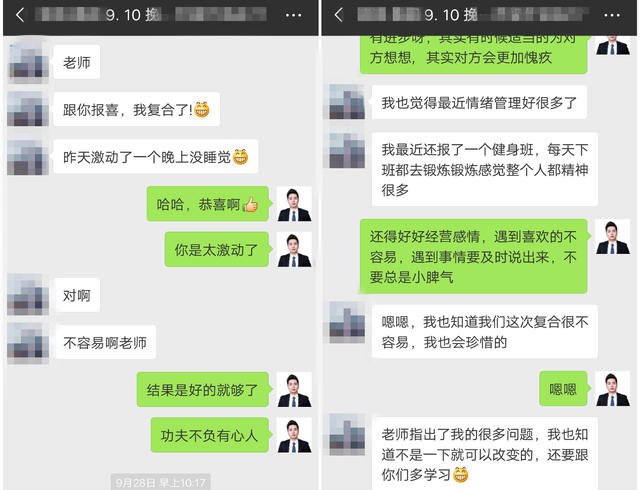 9. 10 挽
老师
跟你报喜，我复合了!😁
昨天激动了一个晚上没睡觉😁
哈哈，恭喜啊👍
你是太激动了
对啊
不容易啊老师
结果是好的就够了
功夫不负有心人
9月28日 早上10:17
9. 10 挽
有进步呀，其实有时候适当的为对
方想想，其实对方会更加愧疚
我也觉得最近情绪管理好很多了
我最近还报了一个健身班，每天下
班都去锻炼锻炼感觉整个人都精神
很多
还得好好经营感情，遇到喜欢的不
容易，遇到事情要及时说出来，不
要总是小脾气
嗯嗯，我也知道我们这次复合很不
容易，我也会珍惜的
嗯嗯
老师指出了我的很多问题，我也知
道不是一下就可以改变的，还要跟
你们多学习😁